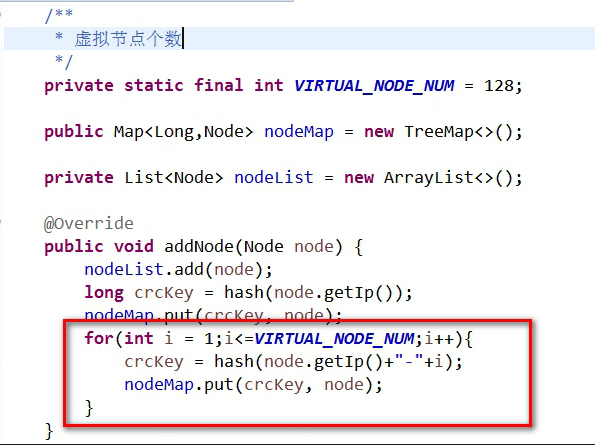 /**
* 虚拟节点个数
*/
private static final int VIRTUAL_NODE_NUM = 128;
public Map<Long,Node> nodeMap = new TreeMap<>();
private List<Node> nodeList = new ArrayList<>();
@Override
public void addNode(Node node) {
nodeList.add(node);
long crcKey = hash(node.getIp());
nodeMap.put(crcKey, node);
for(int i = 1;i<=VIRTUAL_NODE_NUM;i++){
crcKey = hash(node.getIp()+"-"+i);
nodeMap.put(crcKey, node);
}
}